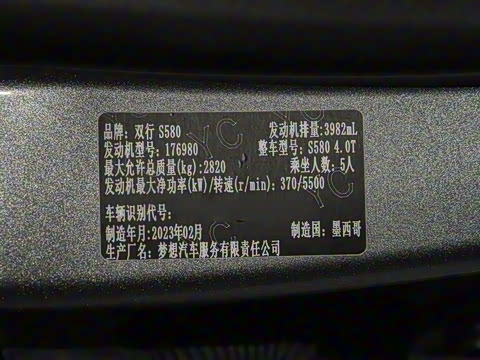 品牌:双行 S580 发动机排量:3982mL
发动机型号:176980 整车型号:S580 4.0T
最大允许总质量(kg):2820 乘坐人数:5人
发动机最大净功率(kW)/转速(r/min):370/5500
车辆识别代号:
制造年月:2023年02月 制造国:墨西哥
生产厂名:梦想汽车服务有限责任公司